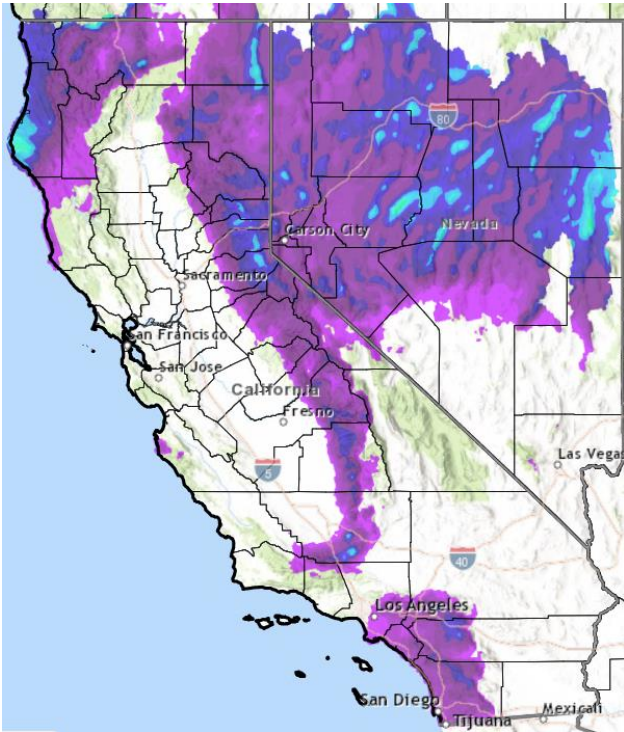 80
Nevada
Carson City
Sacramento
San Francisco
San Jose
California
Fresno
5
Las Vegas
40
Los Angeles
San Diego
Tijuana
Mexicali